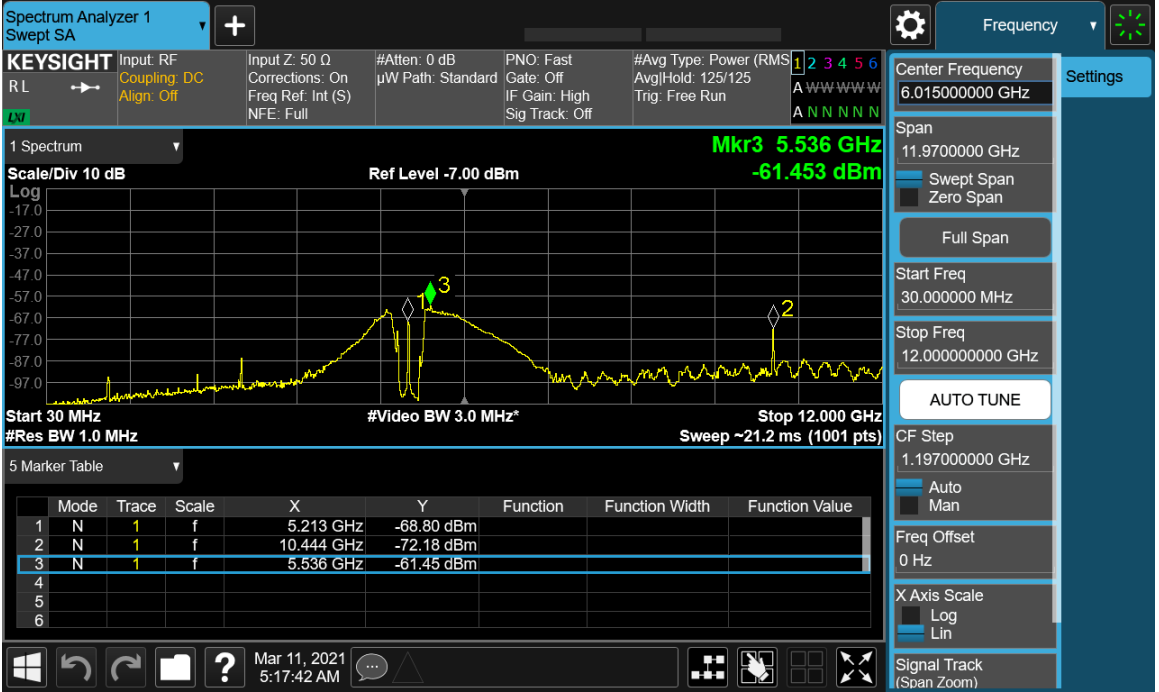 Spectrum Analyzer 1
Swept SA
+
Frequency
KEYSIGHT
R L
LXI
Input: RF
Coupling: DC
Align: Off
Input Z: 50 Ω
Corrections: On
Freq Ref: Int (S)
NFE: Full
#Atten: 0 dB
µW Path: Standard
PNO: Fast
Gate: Off
IF Gain: High
Sig Track: Off
#Avg Type: Power (RMS
Avg|Hold: 125/125
Trig: Free Run
1 2 3 4 5 6
A W W W W W
A N N N N N
Center Frequency
6.015000000 GHz
Settings
Span
11.9700000 GHz
Swept Span
Zero Span
Full Span
Start Freq
30.000000 MHz
Stop Freq
12.000000000 GHz
AUTO TUNE
CF Step
1.197000000 GHz
Auto
Man
Freq Offset
0 Hz
X Axis Scale
Log
Lin
Signal Track
(Span Zoom)
1 Spectrum
Mkr3 5.536 GHz
-61.453 dBm
Scale/Div 10 dB
Ref Level -7.00 dBm
Log
-17.0
-27.0
-37.0
-47.0
-57.0
-67.0
-77.0
-87.0
-97.0
1
3
2
Start 30 MHz
#Video BW 3.0 MHz*
Stop 12.000 GHz
#Res BW 1.0 MHz
Sweep ~21.2 ms (1001 pts)
5 Marker Table
Mode Trace Scale X Y Function Function Width Function Value
1 N 1 f 5.213 GHz -68.80 dBm
2 N 1 f 10.444 GHz -72.18 dBm
3 N 1 f 5.536 GHz -61.45 dBm
4
5
6
?
Mar 11, 2021
5:17:42 AM